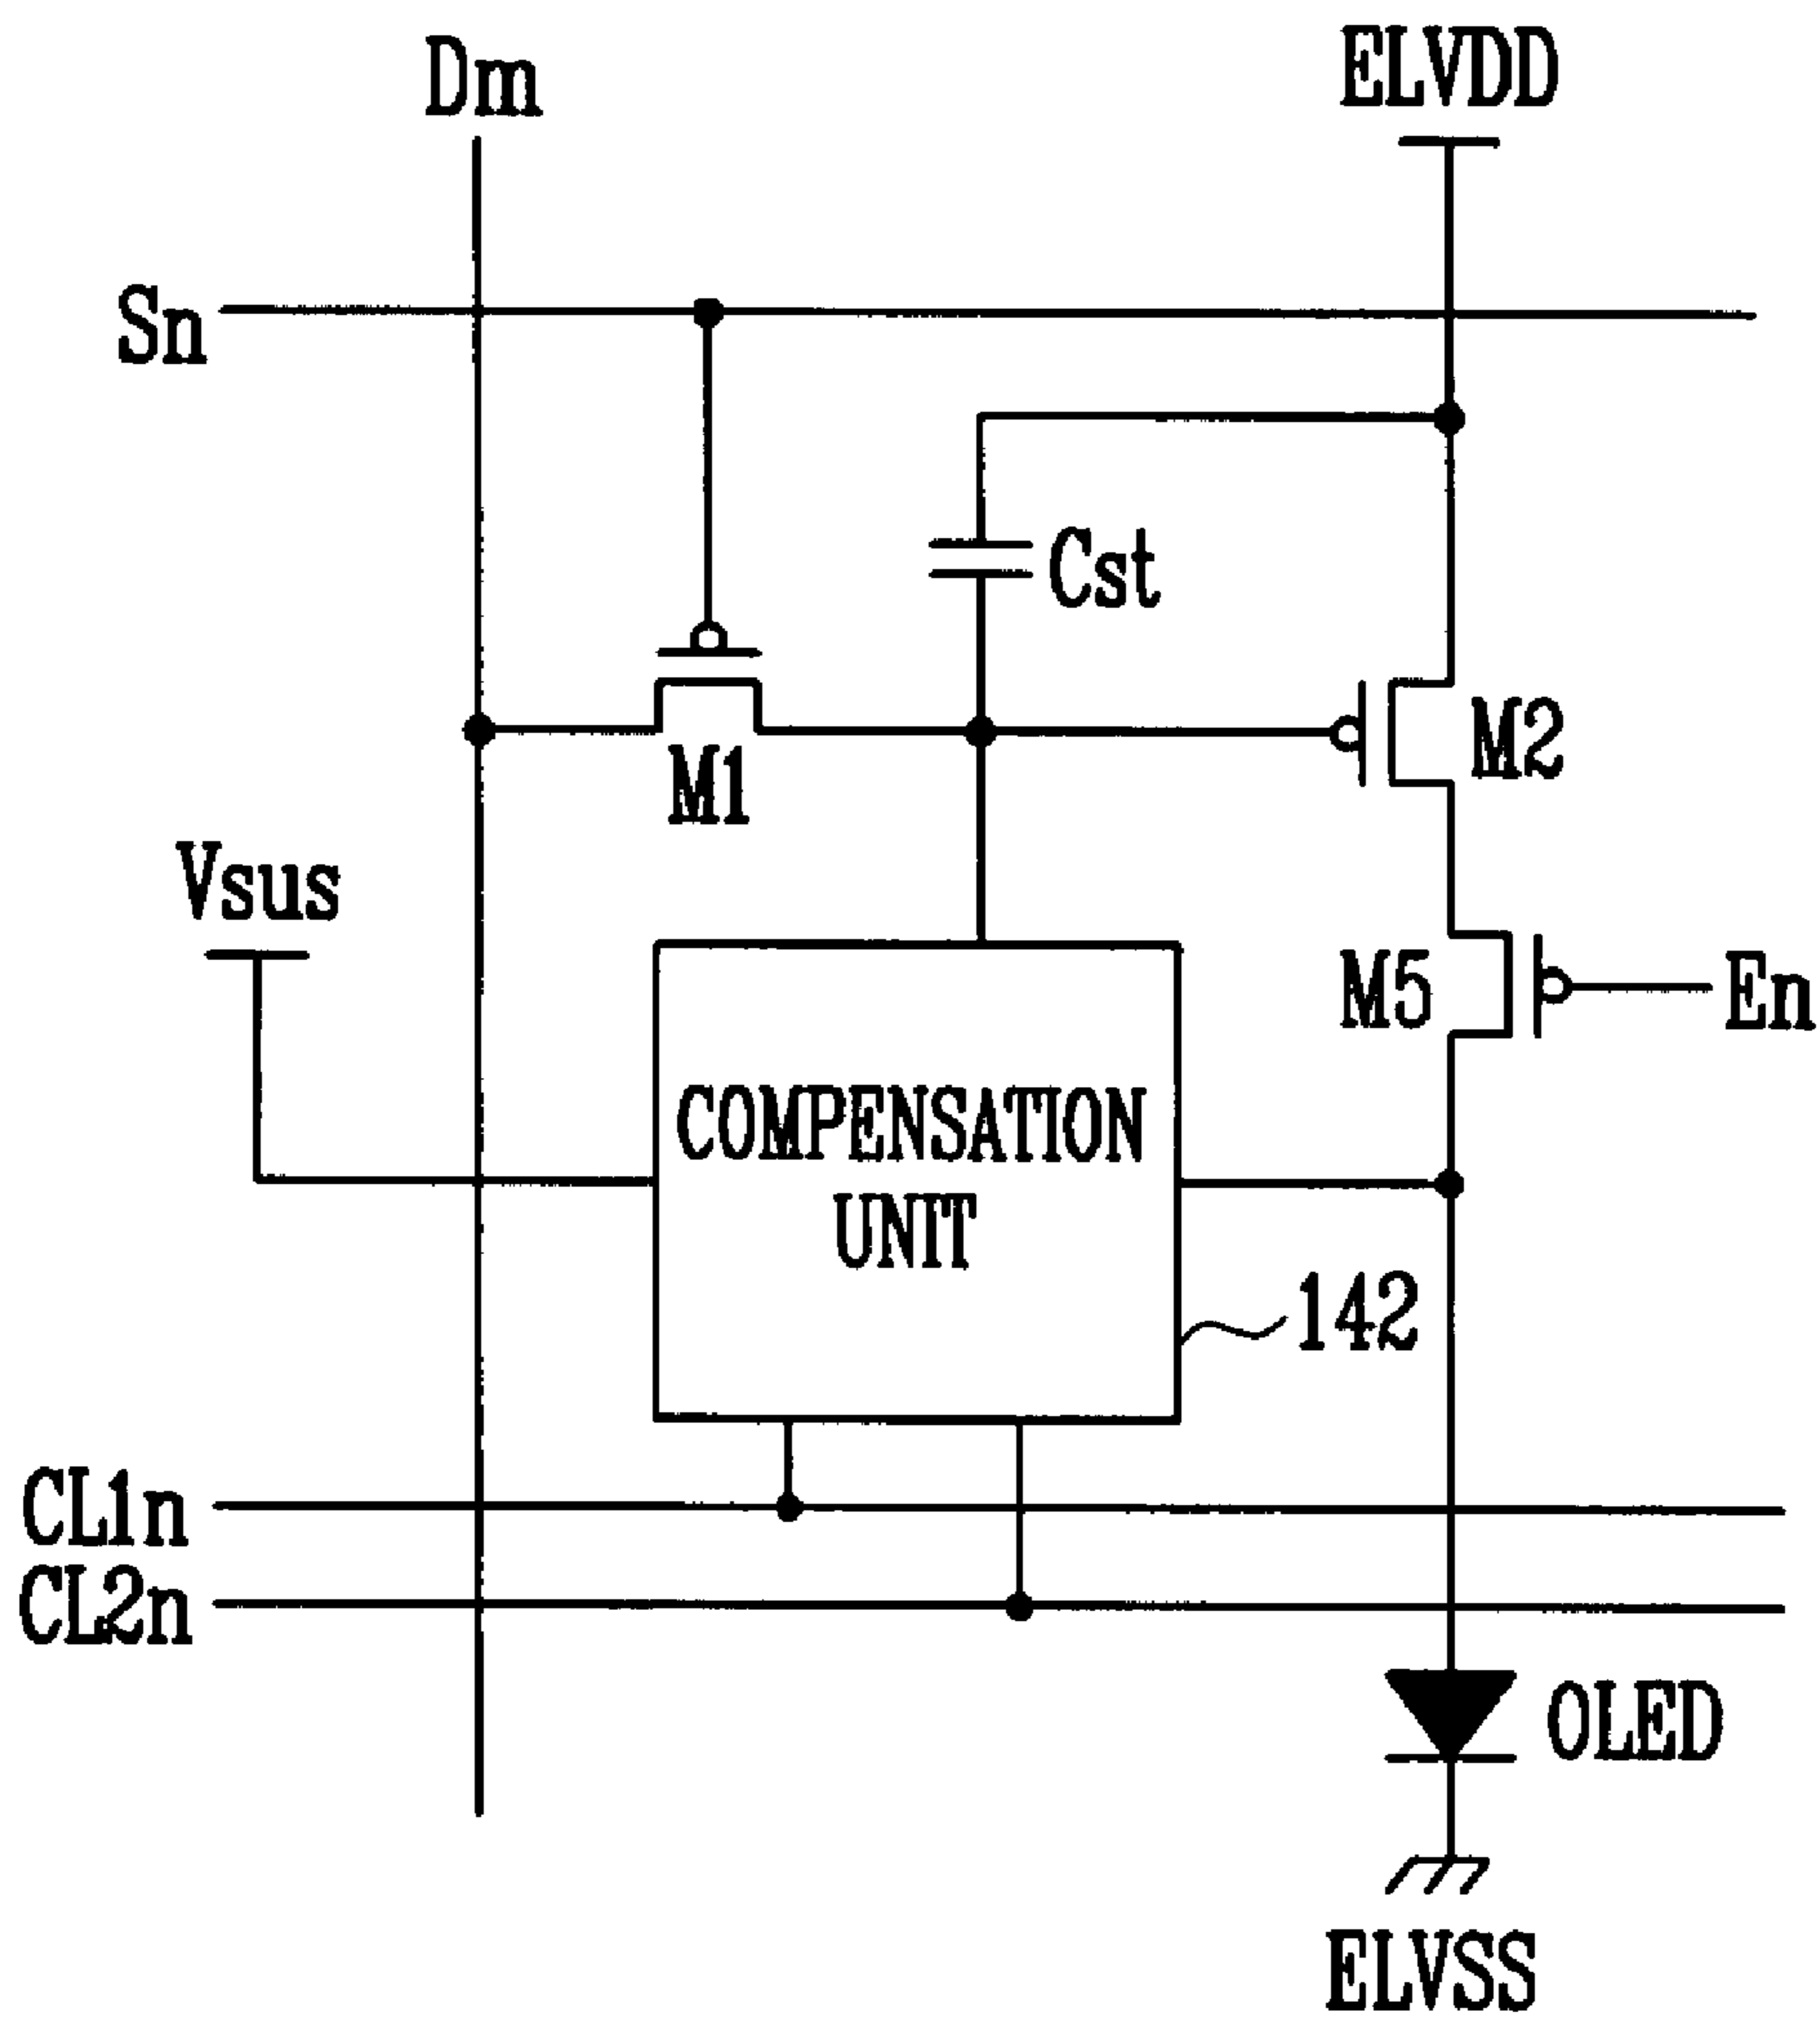 Dm
ELVDD
Sn
Cst
M1
M2
Vsus
M5
En
COMPENSATION
UNIT
142
CL1n
CL2n
OLED
ELVSS